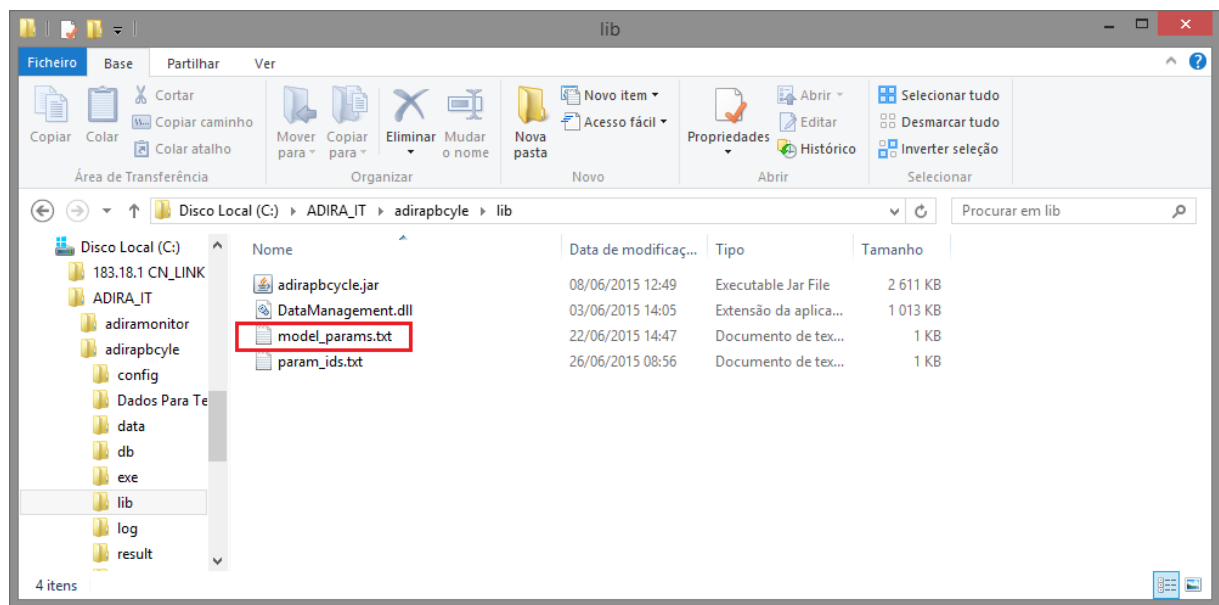 lib
Ficheiro Base Partilhar Ver
Copiar
Colar
Cortar
Copiar caminho
Colar atalho
Área de Transferência
Mover para
Copiar para
Eliminar
Mudar o nome
Organizar
Nova pasta
Novo item
Acesso fácil
Novo
Propriedades
Abrir
Editar
Histórico
Abrir
Selecionar tudo
Desmarcar tudo
Inverter seleção
Selecionar
Disco Local (C:) ADIRA_IT adirapbcyle lib
Procurar em lib
Disco Local (C:)
183.18.1 CN_LINK
ADIRA_IT
adiramonitor
adirapbcyle
config
Dados Para Te
data
db
exe
lib
log
result
Nome Data de modificaç... Tipo Tamanho
adirapbcycle.jar 08/06/2015 12:49 Executable Jar File 2 611 KB
DataManagement.dll 03/06/2015 14:05 Extensão da aplica... 1 013 KB
model_params.txt 22/06/2015 14:47 Documento de tex... 1 KB
param_ids.txt 26/06/2015 08:56 Documento de tex... 1 KB
4 itens